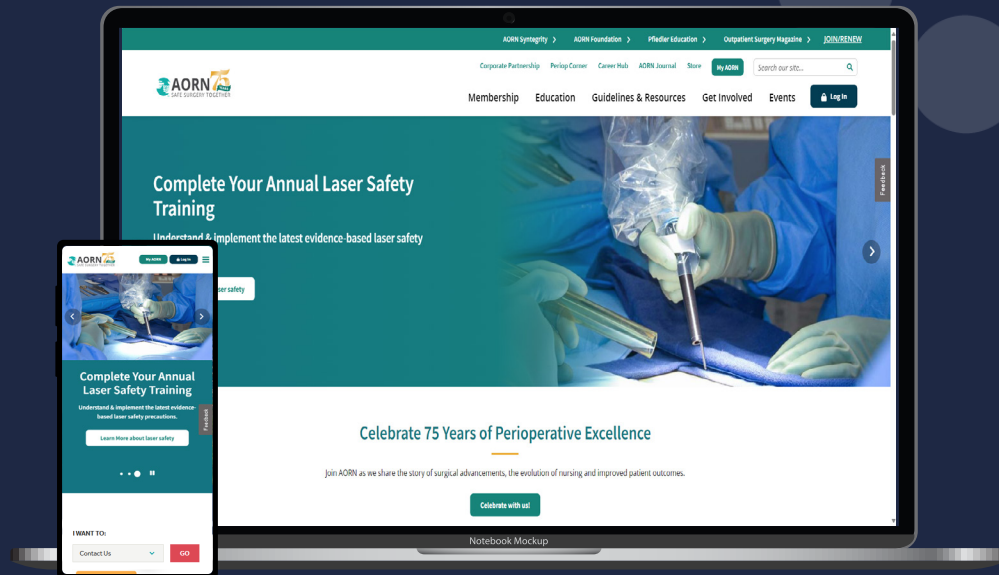 AORN Syntegrity > AORN Foundation > Pfiedler Education > Outpatient Surgery Magazine > JOIN/RENEW
Corporate Partnership Periop Corner Career Hub AORN Journal Store My AORN Search our site...
AORN 75
SAFE SURGERY TOGETHER
Membership Education Guidelines & Resources Get Involved Events Log In
Complete Your Annual Laser Safety
Training
Understand & implement the latest evidence-based laser safety
ser safety
Feedback
Celebrate 75 Years of Perioperative Excellence
Join AORN as we share the story of surgical advancements, the evolution of nursing and improved patient outcomes.
Celebrate with us!
Notebook Mockup
AORN 75
SAFE SURGERY TOGETHER
My AORN Log In
Complete Your Annual
Laser Safety Training
Understand & implement the latest evidence-
based laser safety precautions.
Learn More about laser safety
Feedback
I WANT TO:
Contact Us GO